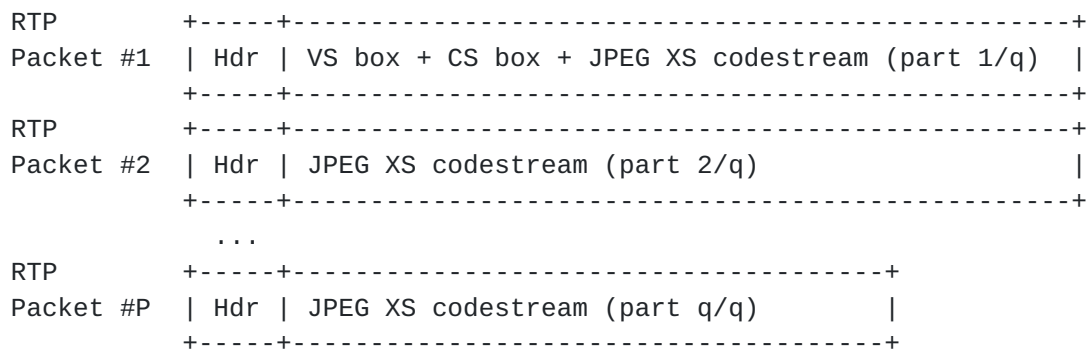 RTP +-----+------------------------------------------------+
Packet #1 | Hdr | VS box + CS box + JPEG XS codestream (part 1/q) |
+-----+------------------------------------------------+
RTP +-----+------------------------------------------------+
Packet #2 | Hdr | JPEG XS codestream (part 2/q) |
+-----+------------------------------------------------+
...
RTP +-----+-------------------------------------+
Packet #P | Hdr | JPEG XS codestream (part q/q) |
+-----+-------------------------------------+